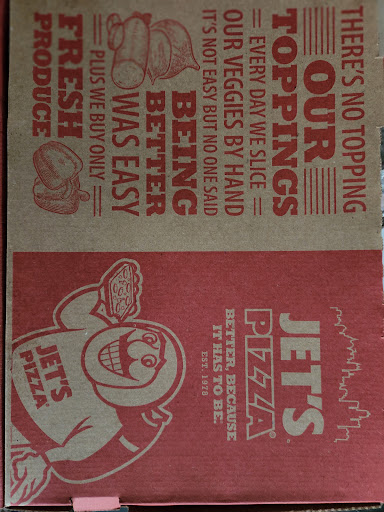 THERE'S NO TOPPING
OUR
TOPPINGS
EVERY DAY WE SLICE
OUR VEGGIES BY HAND
IT'S NOT EASY BUT NO ONE SAID
BEING
BETTER
WAS EASY
PLUS WE BUY ONLY
FRESH
PRODUCE
JET'S
PIZZA®
BETTER, BECAUSE
IT HAS TO BE.
EST. 1978
JET'S
PIZZA